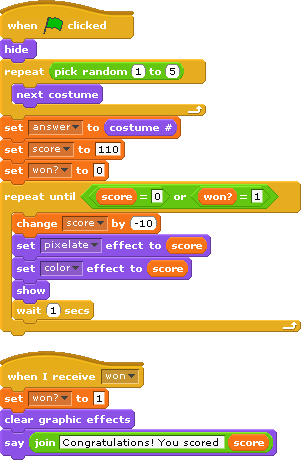 when clicked
hide
repeat pick random 1 to 5
next costume
set answer to costume #
set score to 110
set won? to 0
repeat until score = 0 or won? = 1
change score by -10
set pixelate effect to score
set color effect to score
show
wait 1 secs
when I receive won
set won? to 1
clear graphic effects
say join Congratulations! You scored score